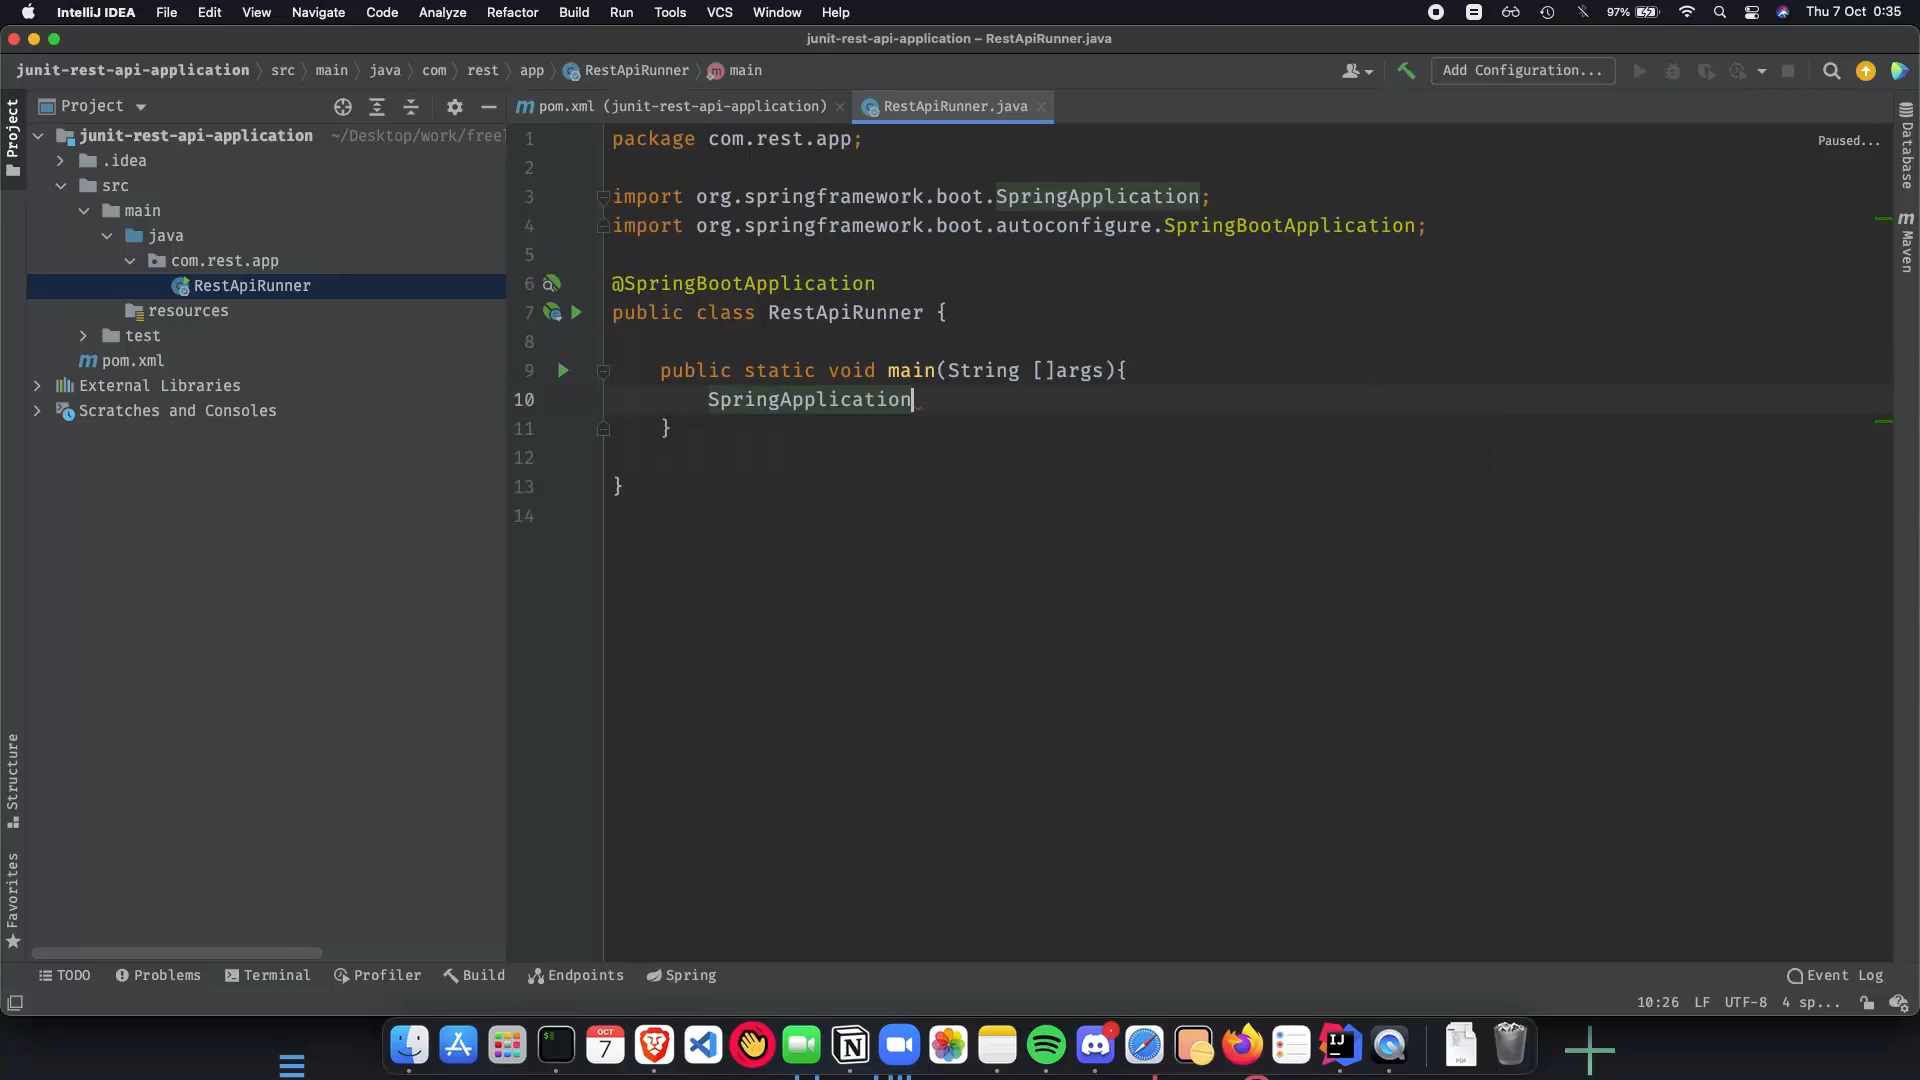 IntelliJ IDEA File Edit View Navigate Code Analyze Refactor Build Run Tools VCS Window Help 97% Thu 7 Oct 0:35
junit-rest-api-application – RestApiRunner.java
junit-rest-api-application src main java com rest app RestApiRunner m main Add Configuration...
Project
m pom.xml (junit-rest-api-application)
RestApiRunner.java
Project
junit-rest-api-application ~/Desktop/work/free
.idea
src
main
java
com.rest.app
RestApiRunner
resources
test
m pom.xml
External Libraries
Scratches and Consoles
1 package com.rest.app;
2
3 import org.springframework.boot.SpringApplication;
4 import org.springframework.boot.autoconfigure.SpringBootApplication;
5
6 @SpringBootApplication
7 public class RestApiRunner {
8
9 public static void main(String []args){
10 SpringApplication
11 }
12
13 }
14
Paused...
Database
m Maven
Structure
Favorites
TODO Problems Terminal Profiler Build Endpoints Spring Event Log
10:26 LF UTF-8 4 sp...
OCT
7
IJ
PDF